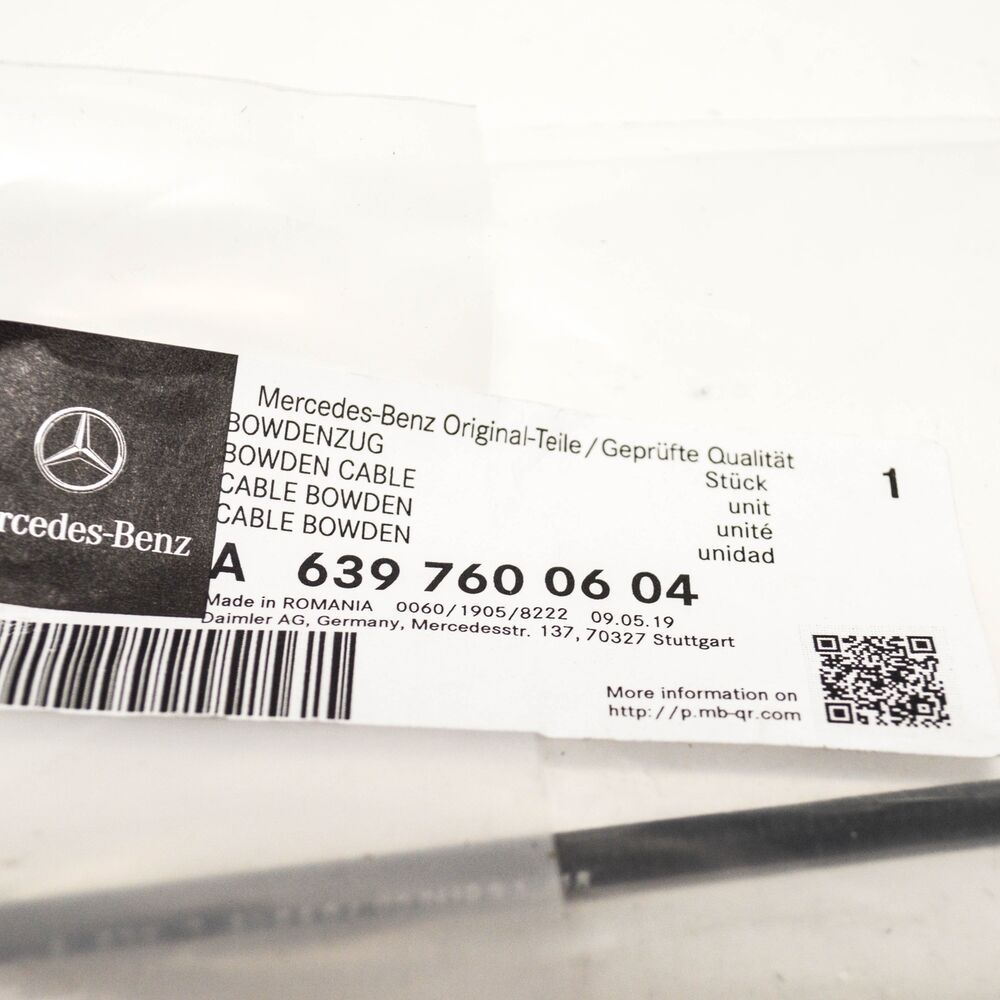 Mercedes-Benz Original-Teile/Geprüfte Qualität
BOWDENZUG Stück 1
BOWDEN CABLE unit
CABLE BOWDEN unité
CABLE BOWDEN unidad
rcedes-Benz
A 639 760 06 04
Made in ROMANIA 0060/1905/8222 09.05.19
Daimler AG, Germany, Mercedesstr. 137, 70327 Stuttgart
More information on
http://p.mb-qr.com